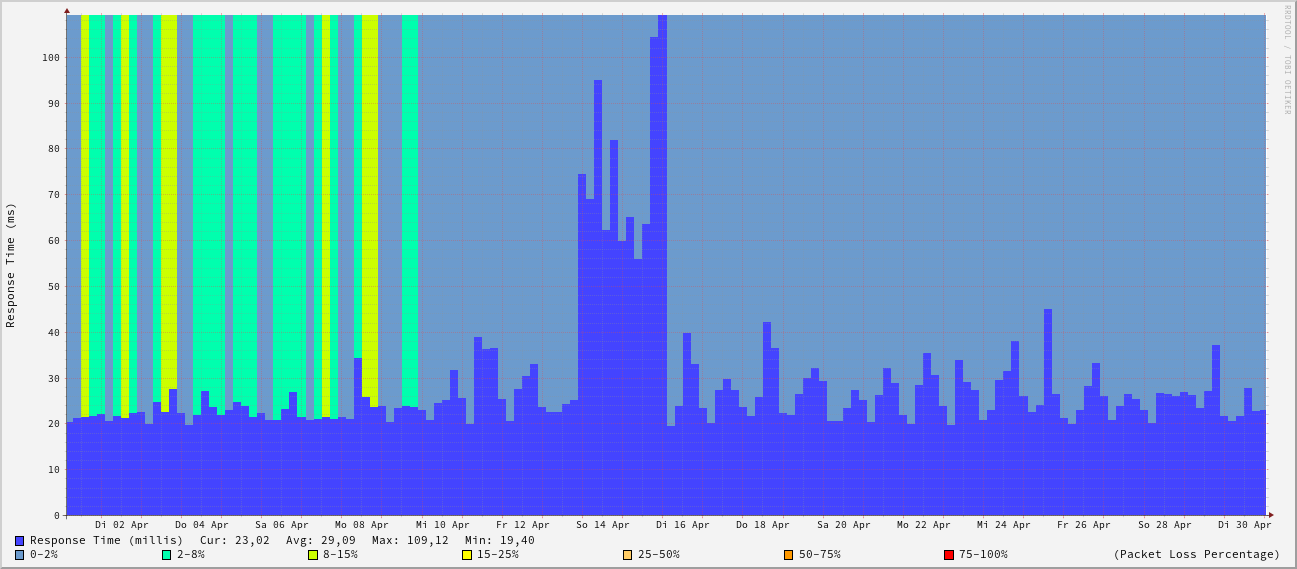 RRDTOOL / TOBI OETIKER
Response Time (ms)
100
90
80
70
60
50
40
30
20
10
0
Di 02 Apr Do 04 Apr Sa 06 Apr Mo 08 Apr Mi 10 Apr Fr 12 Apr So 14 Apr Di 16 Apr Do 18 Apr Sa 20 Apr Mo 22 Apr Mi 24 Apr Fr 26 Apr So 28 Apr Di 30 Apr
Response Time (millis) Cur: 23,02 Avg: 29,09 Max: 109,12 Min: 19,40
0-2% 2-8% 8-15% 15-25% 25-50% 50-75% 75-100% (Packet Loss Percentage)